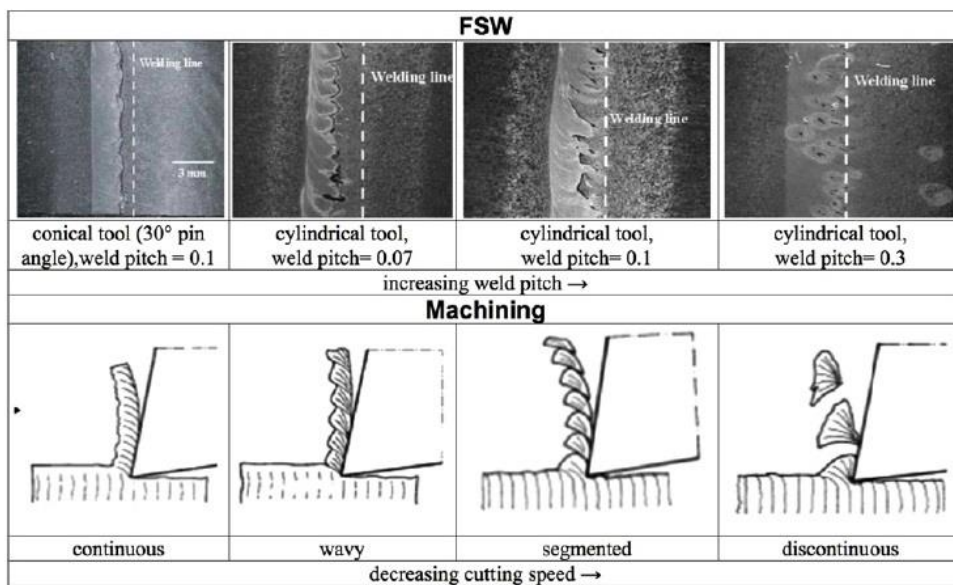 FSW
Welding line
3 mm
Welding line
Welding line
Welding line
conical tool (30° pin
angle),weld pitch = 0.1
cylindrical tool,
weld pitch= 0.07
cylindrical tool,
weld pitch= 0.1
cylindrical tool,
weld pitch= 0.3
increasing weld pitch →
Machining
continuous
wavy
segmented
discontinuous
decreasing cutting speed →